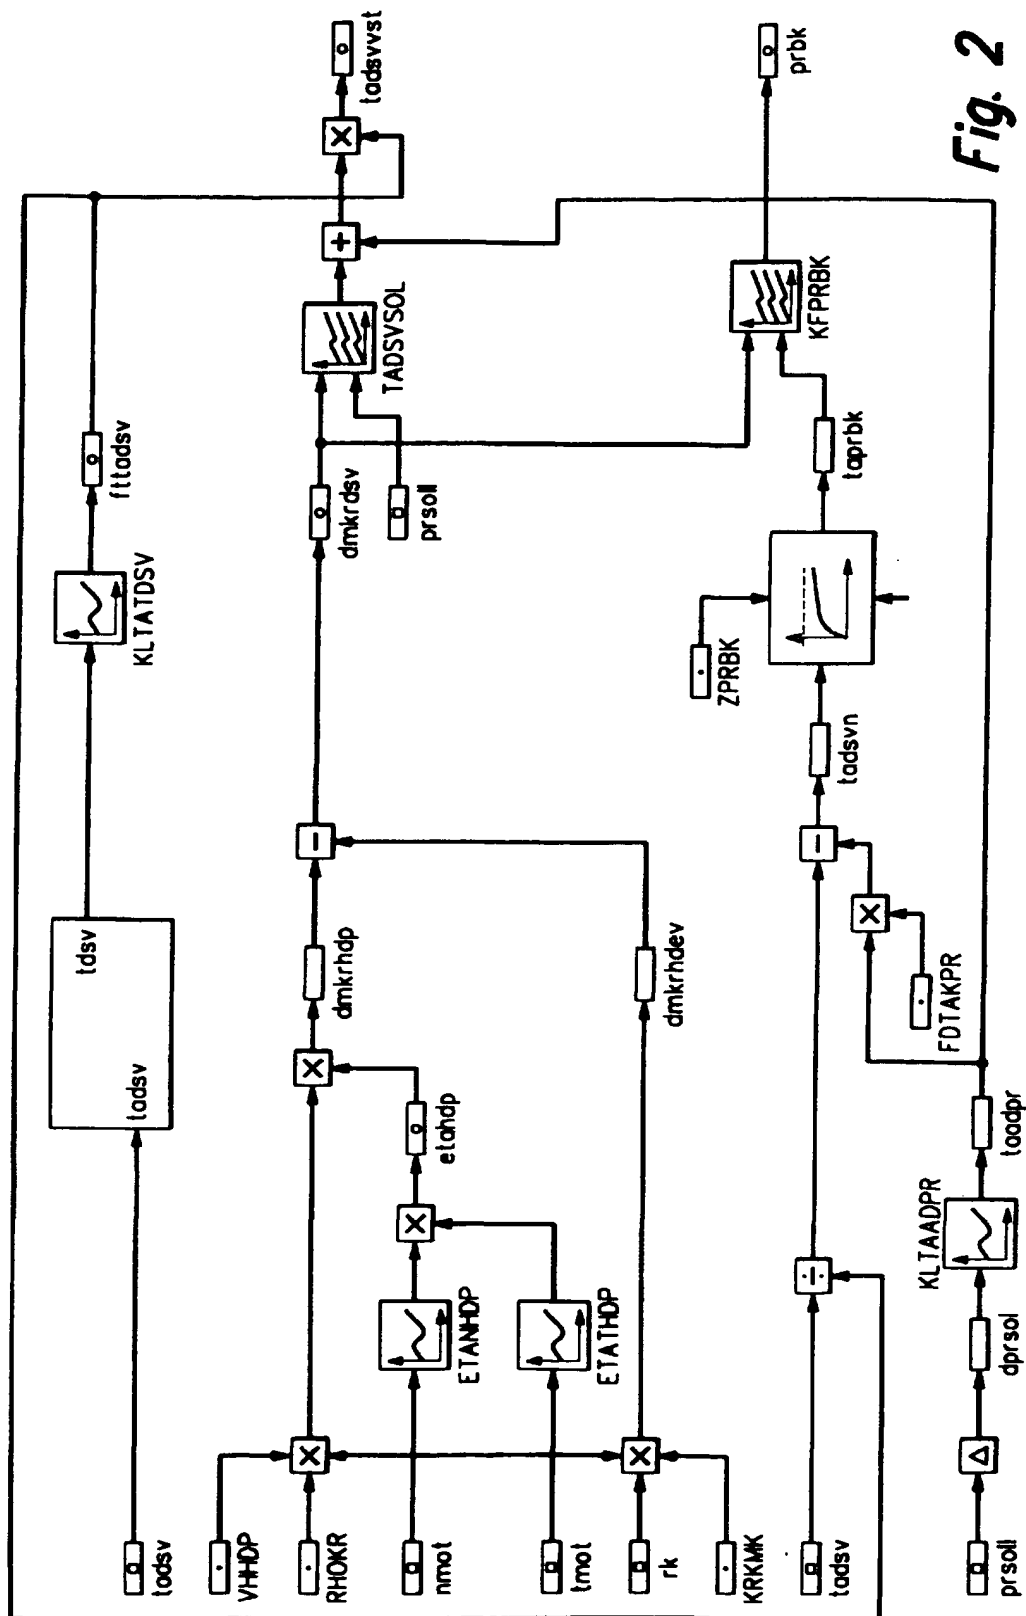 tadsv
tadsv
tdsv
KLTATDSV
fttadsv
tadsvvst
VHHDP
RHOKR
dmkrhdp
dmkrdsv
TADSVSOL
prsoll
nmot
ETANHDP
etahdp
tmot
ETATHDP
rk
dmkrhdev
KRKMK
tadsv
tadsvn
ZPRBK
taprbk
KFPRBK
prbk
FDTAKPR
prsoll
dprsol
KLTAADPR
taadpr
Fig. 2